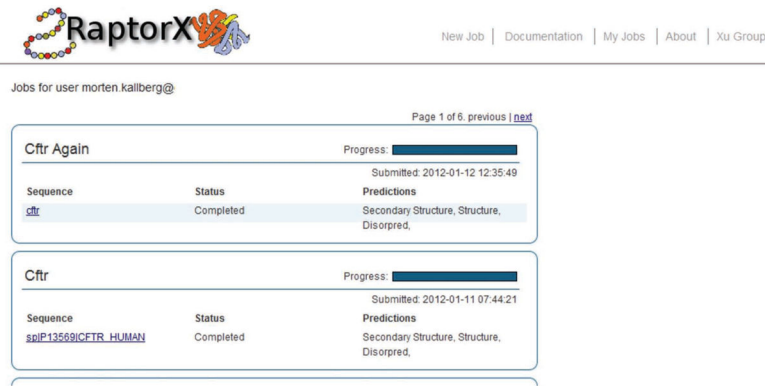 RaptorX
New Job | Documentation | My Jobs | About | Xu Group
Jobs for user morten.kallberg@
Page 1 of 6. previous | next
Cftr Again Progress:
Submitted: 2012-01-12 12:35:49
Sequence Status Predictions
cftr Completed Secondary Structure, Structure,
Disorpred,
Cftr Progress:
Submitted: 2012-01-11 07:44:21
Sequence Status Predictions
sp|P13569|CFTR_HUMAN Completed Secondary Structure, Structure,
Disorpred,